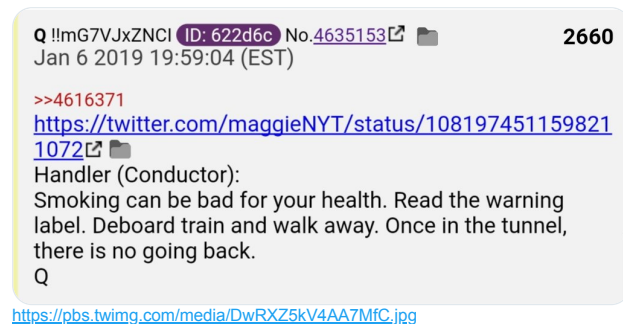 Q !!mG7VJxZNCI ID: 622d6c No.4635153 2660
Jan 6 2019 19:59:04 (EST)
>>4616371
https://twitter.com/maggieNYT/status/108197451159821
1072
Handler (Conductor):
Smoking can be bad for your health. Read the warning
label. Deboard train and walk away. Once in the tunnel,
there is no going back.
Q
https://pbs.twimg.com/media/DwRXZ5kV4AA7MfC.jpg